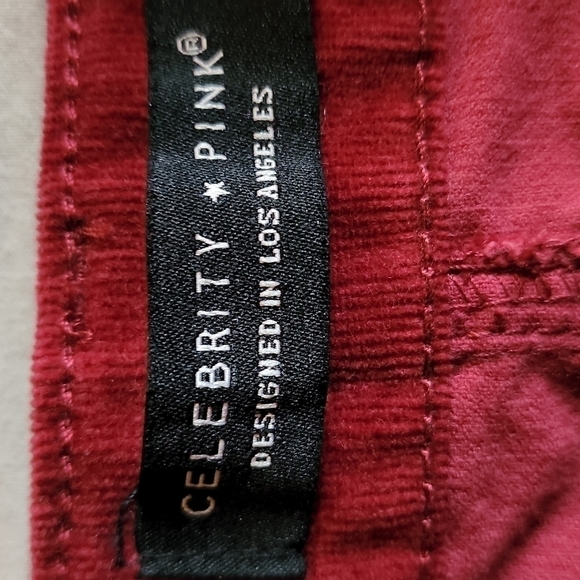 CELEBRITY ★ PINK®
DESIGNED IN LOS ANGELES